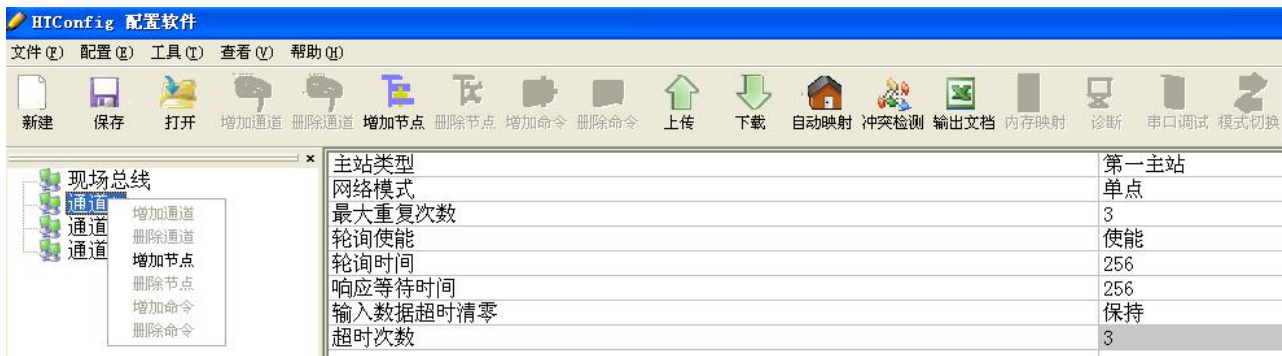 HTConfig 配置软件
文件(F) 配置(E) 工具(T) 查看(V) 帮助(H)
新建 保存 打开 增加通道 删除通道 增加节点 删除节点 增加命令 删除命令 上传 下载 自动映射 冲突检测 输出文档 内存映射 诊断 串口调试 模式切换
现场总线
通道
通道
通道
增加通道
删除通道
增加节点
删除节点
增加命令
删除命令
主站类型 第一主站
网络模式 单点
最大重复次数 3
轮询使能 使能
轮询时间 256
响应等待时间 256
输入数据超时清零 保持
超时次数 3